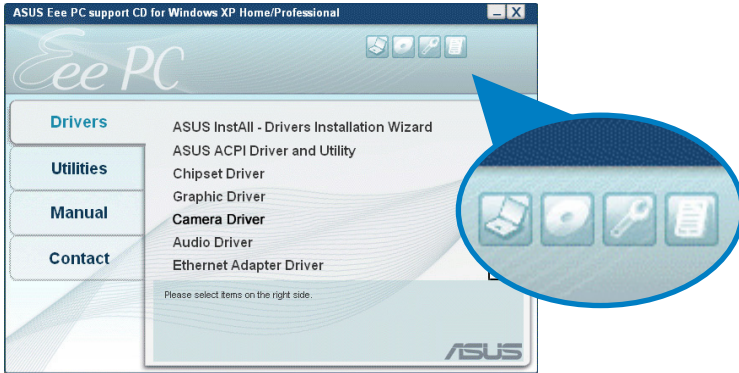 ASUS Eee PC support CD for Windows XP Home/Professional
Eee PC
Drivers
Utilities
Manual
Contact
ASUS InstAll - Drivers Installation Wizard
ASUS ACPI Driver and Utility
Chipset Driver
Graphic Driver
Camera Driver
Audio Driver
Ethernet Adapter Driver
Please select items on the right side.
ASUS